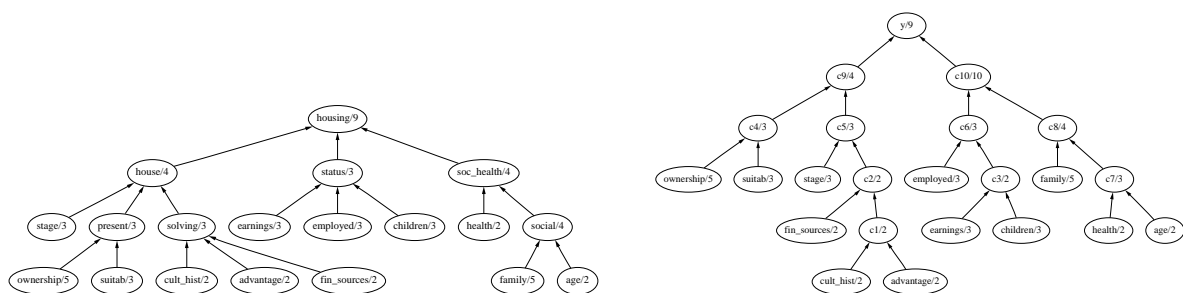 y/9
c9/4 c10/10
housing/9
c4/3 c5/3 c6/3 c8/4
house/4 status/3 soc_health/4
ownership/5 suitab/3 stage/3 c2/2 employed/3 c3/2 family/5 c7/3
stage/3 present/3 solving/3 earnings/3 employed/3 children/3 health/2 social/4
fin_sources/2 c1/2 earnings/3 children/3 health/2 age/2
ownership/5 suitab/3 cult_hist/2 advantage/2 fin_sources/2 family/5 age/2
cult_hist/2 advantage/2